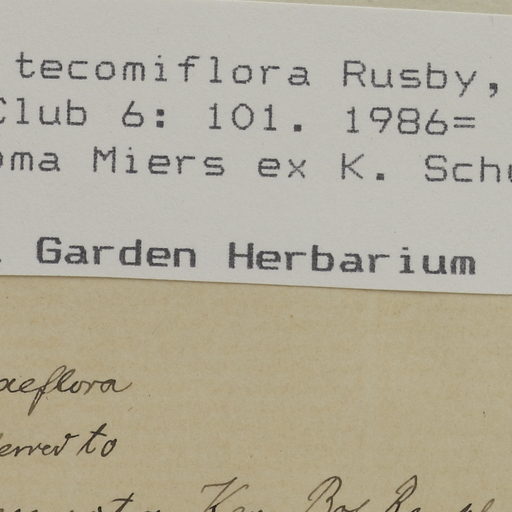 tecomiflora Rusby,
Club 6: 101. 1986=
oma Miers ex K. Sch
. Garden Herbarium
aeflora
erred to